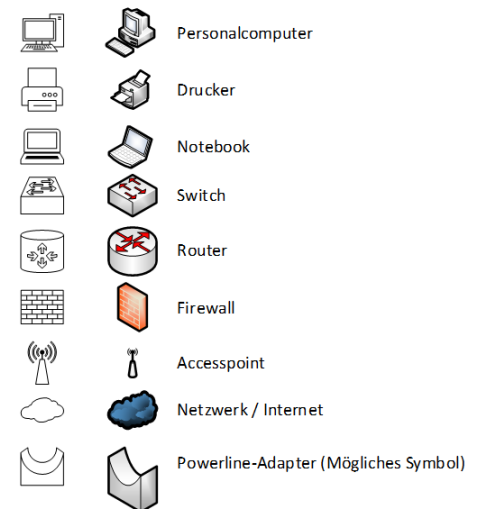 Personalcomputer
Drucker
Notebook
Switch
Router
Firewall
Accesspoint
Netzwerk / Internet
Powerline-Adapter (Mögliches Symbol)